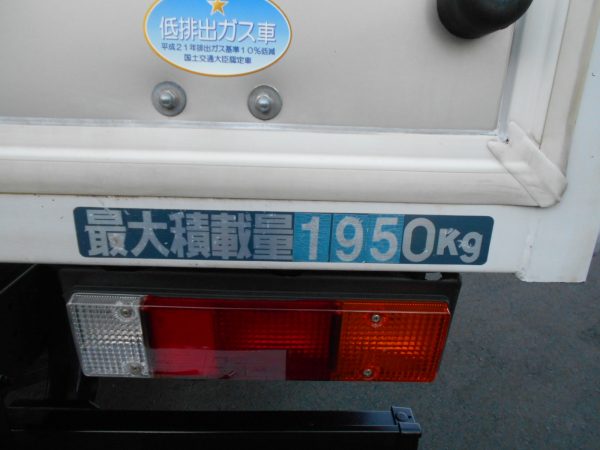 低排出ガス車
平成21年排出ガス基準10%低減
国土交通大臣認定車
最大積載量1950Kg